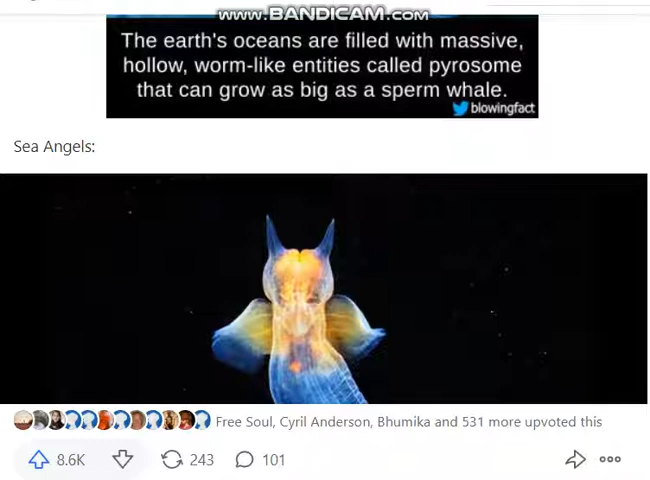 www.BANDICAM.com
The earth's oceans are filled with massive,
hollow, worm-like entities called pyrosome
that can grow as big as a sperm whale.
blowingfact
Sea Angels:
Free Soul, Cyril Anderson, Bhumika and 531 more upvoted this
8.6K
243
101